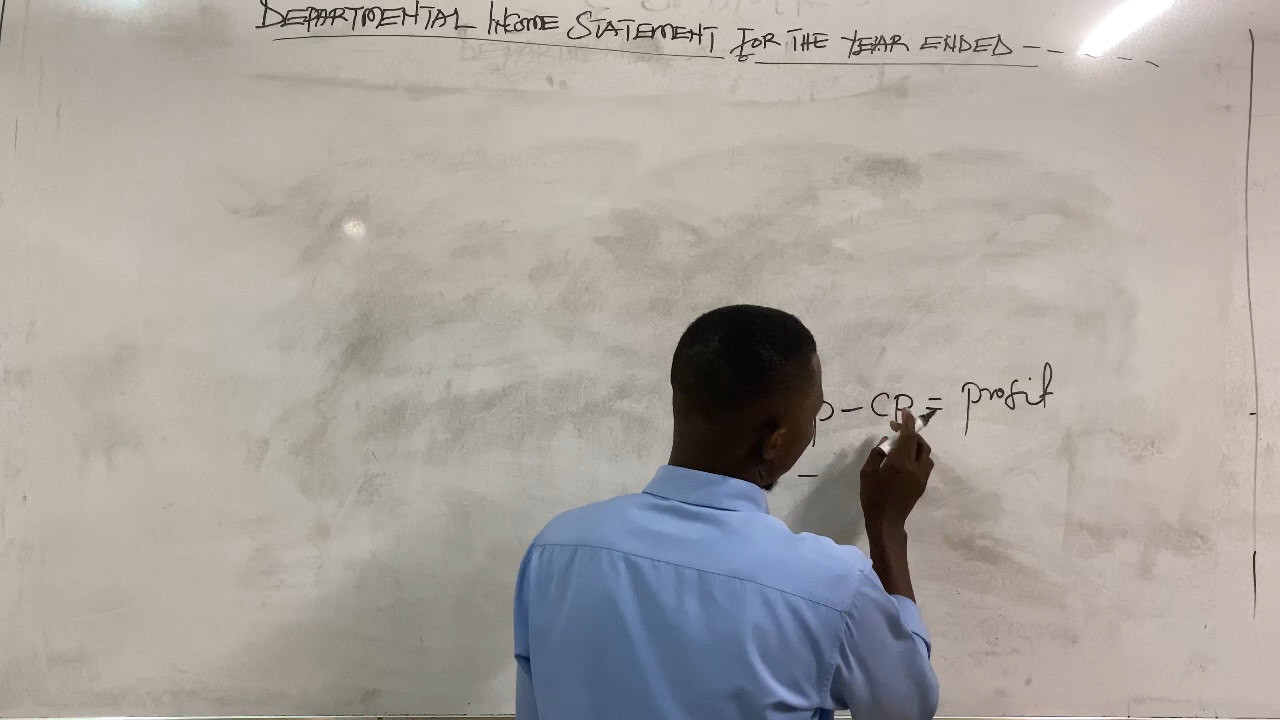 DEPARTMENTAL INCOME STATEMENT FOR THE YEAR ENDED - - - - -
P - CP = profit
-